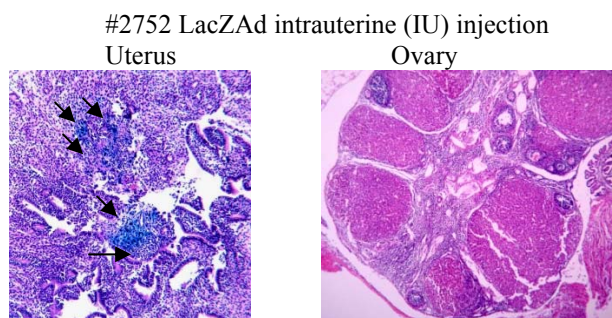 #2752 LacZAd intrauterine (IU) injection
Uterus Ovary